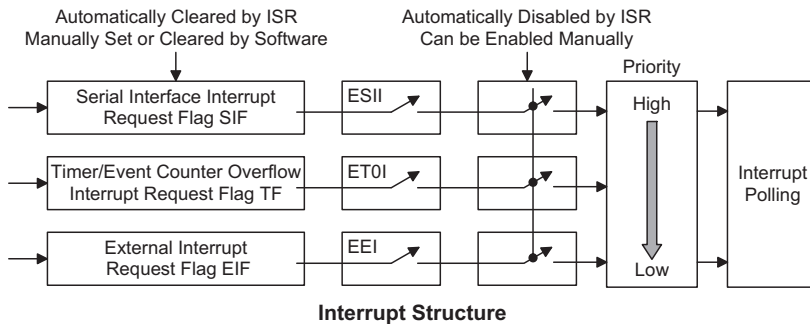 Automatically Cleared by ISR
Manually Set or Cleared by Software
Automatically Disabled by ISR
Can be Enabled Manually
Priority
Serial Interface Interrupt
Request Flag SIF
ESII
High
Timer/Event Counter Overflow
Interrupt Request Flag TF
ET0I
Interrupt
Polling
External Interrupt
Request Flag EIF
EEI
Low
Interrupt Structure